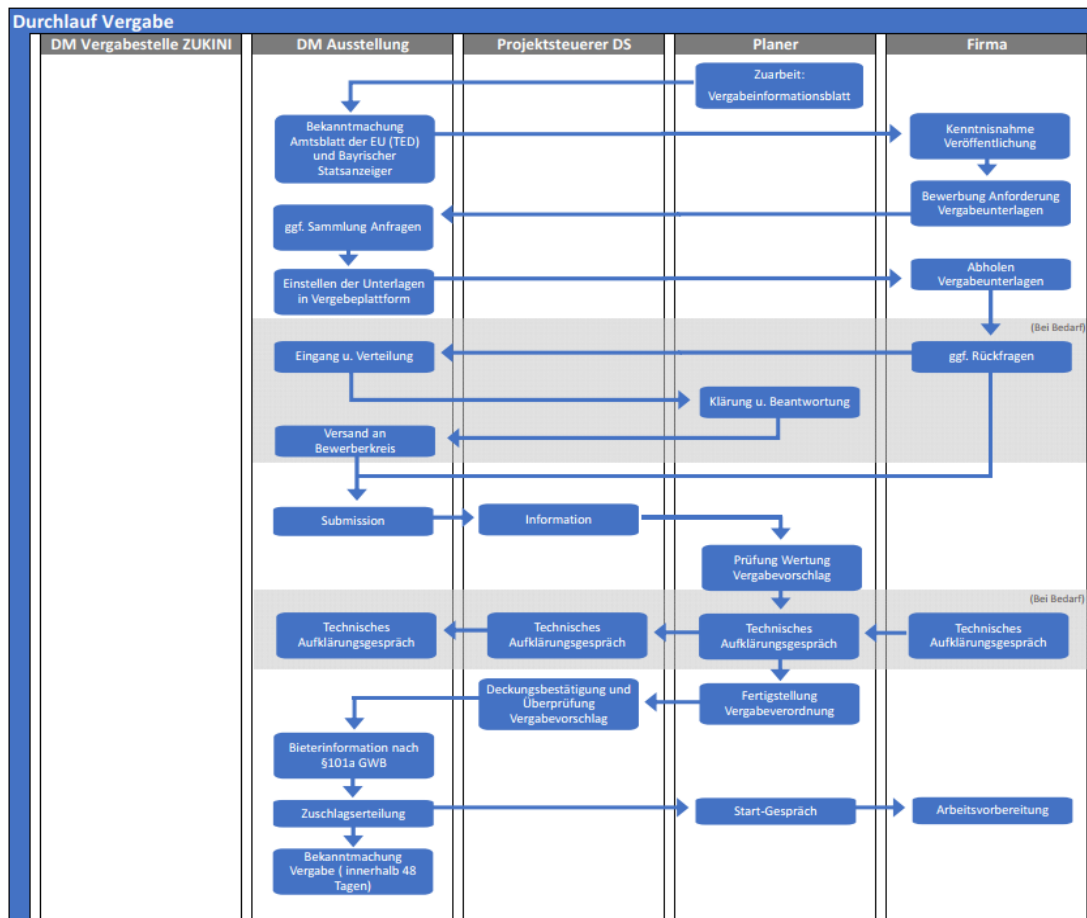 Durchlauf Vergabe
DM Vergabestelle ZUKINI
DM Ausstellung
Projektsteuerer DS
Planer
Firma
Zuarbeit:
Vergabeinformationsblatt
Bekanntmachung
Amtsblatt der EU (TED)
und Bayrischer
Statsanzeiger
Kenntnisnahme
Veröffentlichung
Bewerbung Anforderung
Vergabeunterlagen
ggf. Sammlung Anfragen
Einstellen der Unterlagen
in Vergebeplattform
Abholen
Vergabeunterlagen
(Bei Bedarf)
Eingang u. Verteilung
ggf. Rückfragen
Klärung u. Beantwortung
Versand an
Bewerberkreis
Submission
Information
Prüfung Wertung
Vergabevorschlag
(Bei Bedarf)
Technisches
Aufklärungsgespräch
Technisches
Aufklärungsgespräch
Technisches
Aufklärungsgespräch
Technisches
Aufklärungsgespräch
Deckungsbestätigung und
Überprüfung
Vergabevorschlag
Fertigstellung
Vergabeverordnung
Bieterinformation nach
§101a GWB
Zuschlagserteilung
Start-Gespräch
Arbeitsvorbereitung
Bekanntmachung
Vergabe ( innerhalb 48
Tagen)